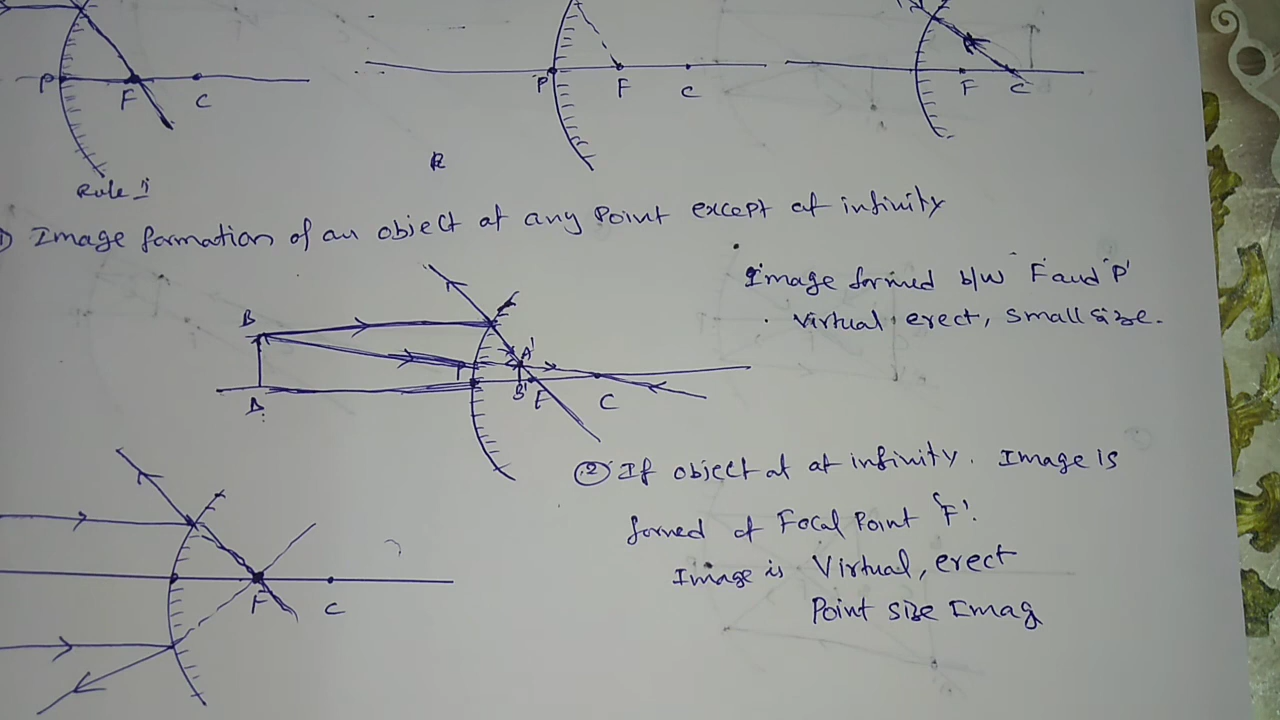 P F C
P F C
F C
Rule 1i
1) Image formation of an object at any Point except at infinity
Image formed b/w F and 'P'
. Virtual, erect, small size.
B
A' P
B' F C
A
② If object at at infinity. Image is
formed at Focal Point 'F'.
Image is Virtual, erect
Point size Imag
F C